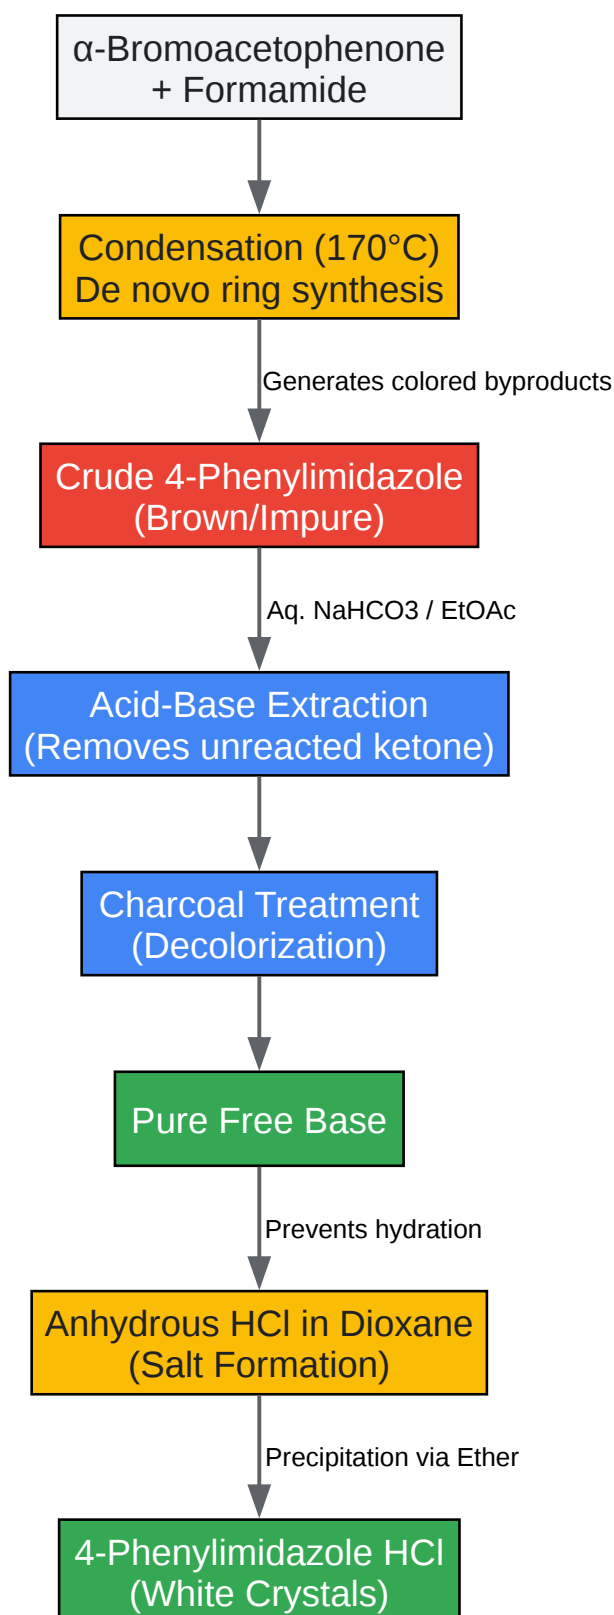 α-Bromoacetophenone
+ Formamide
Condensation (170°C)
De novo ring synthesis
Generates colored byproducts
Crude 4-Phenylimidazole
(Brown/Impure)
Aq. NaHCO3 / EtOAc
Acid-Base Extraction
(Removes unreacted ketone)
Charcoal Treatment
(Decolorization)
Pure Free Base
Prevents hydration
Anhydrous HCl in Dioxane
(Salt Formation)
Precipitation via Ether
4-Phenylimidazole HCl
(White Crystals)